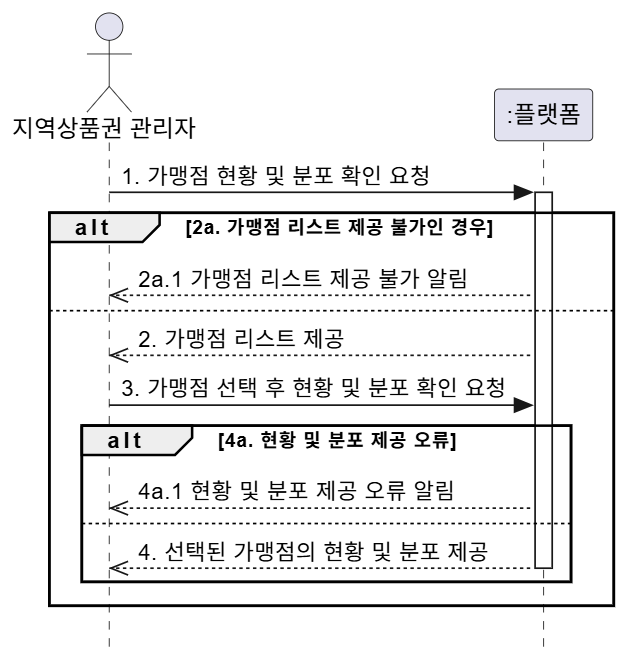 지역상품권 관리자
:플랫폼
1. 가맹점 현황 및 분포 확인 요청
alt [2a. 가맹점 리스트 제공 불가인 경우]
2a.1 가맹점 리스트 제공 불가 알림
2. 가맹점 리스트 제공
3. 가맹점 선택 후 현황 및 분포 확인 요청
alt [4a. 현황 및 분포 제공 오류]
4a.1 현황 및 분포 제공 오류 알림
4. 선택된 가맹점의 현황 및 분포 제공